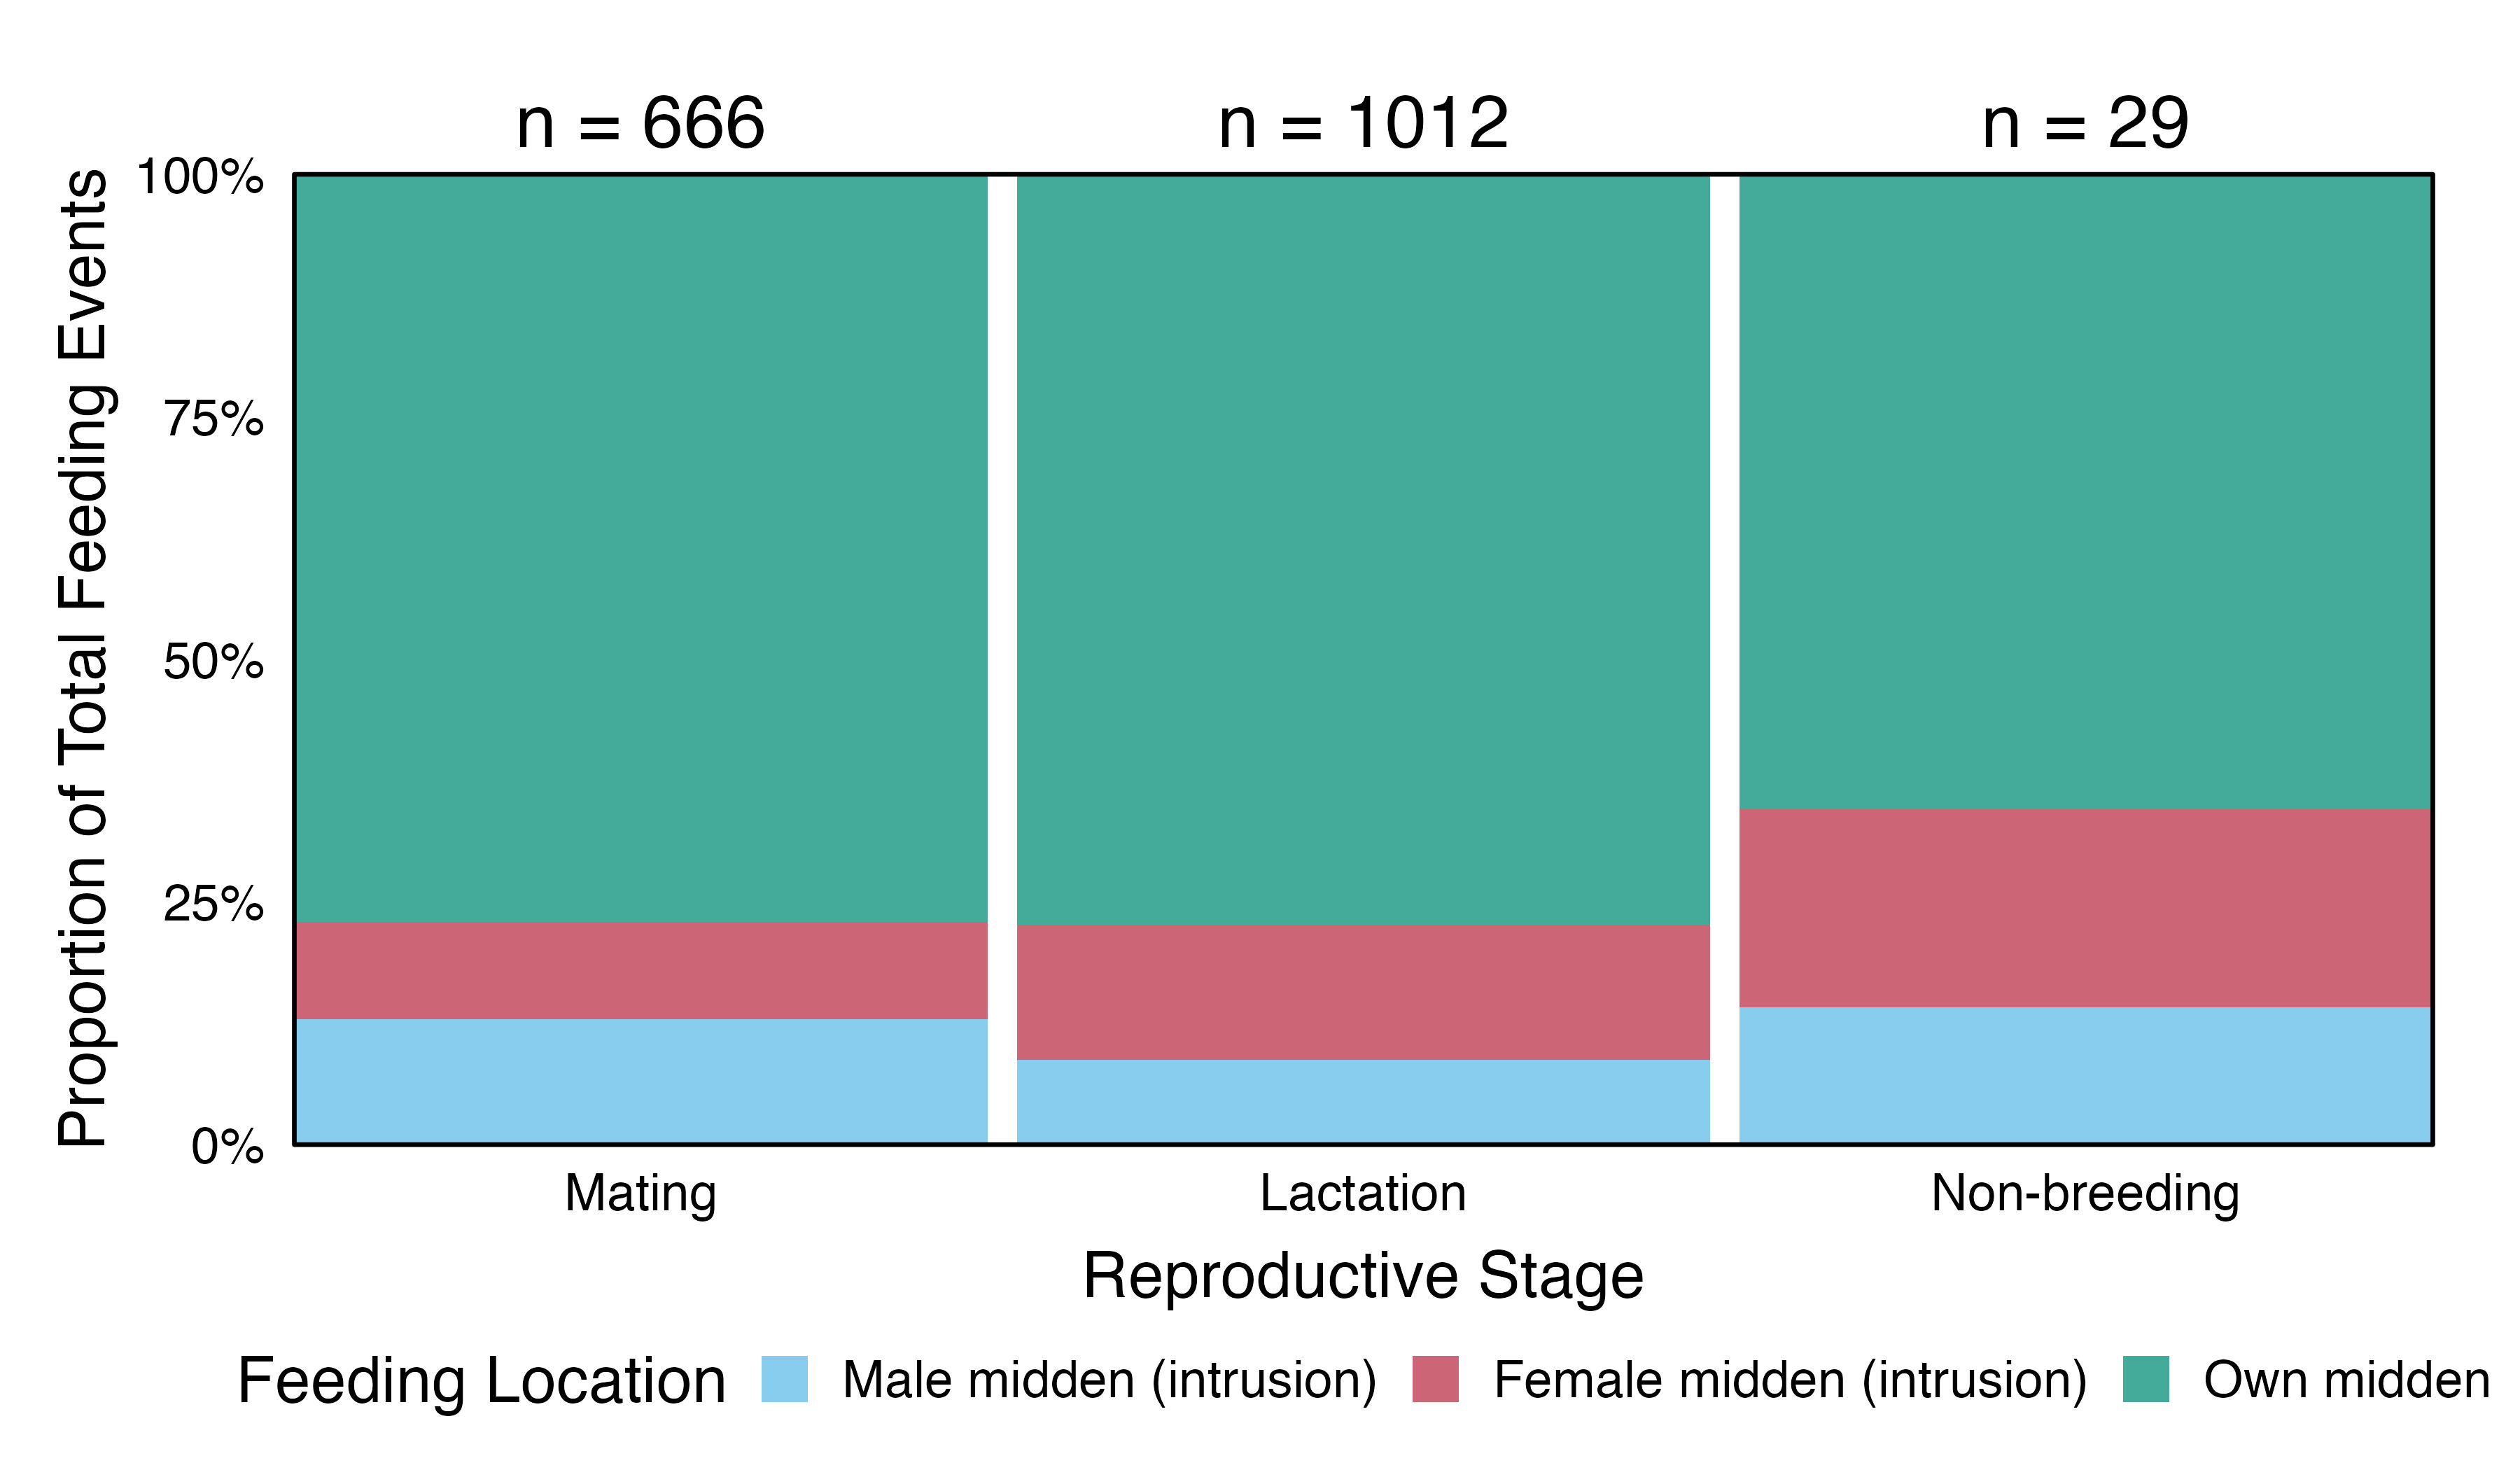 n = 666 n = 1012 n = 29
Proportion of Total Feeding Events
100%
75%
50%
25%
0%
Mating Lactation Non-breeding
Reproductive Stage
Feeding Location Male midden (intrusion) Female midden (intrusion) Own midden